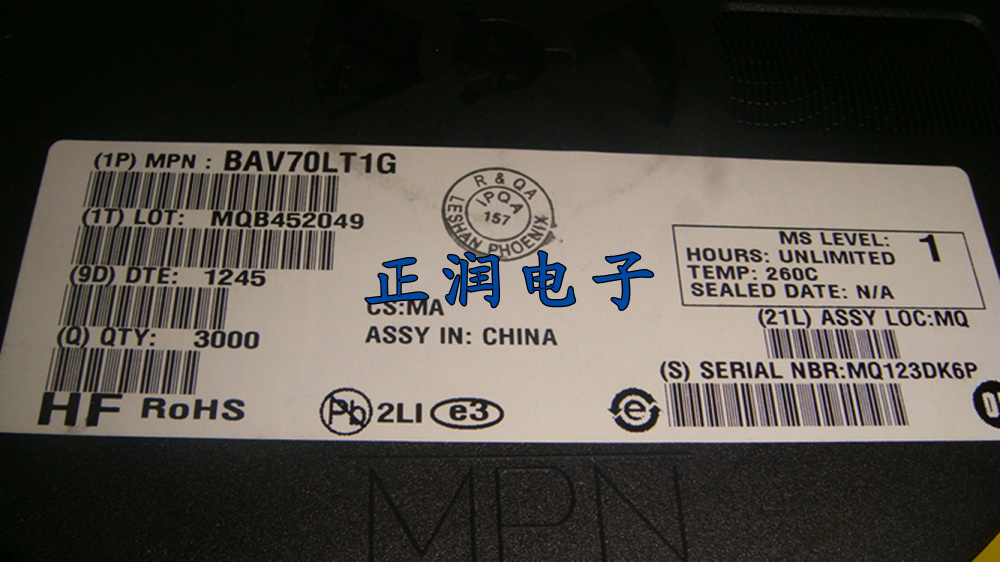 (1P) MPN : BAV70LT1G
(1T) LOT: MQB452049
(9D) DTE: 1245
(Q) QTY: 3000
HF RoHS
R & QA
IPQA
157
LESHAN PHOENIX
正润电子
CS:MA
ASSY IN: CHINA
Pb 2LI e3
MS LEVEL: 1
HOURS: UNLIMITED
TEMP: 260C
SEALED DATE: N/A
(21L) ASSY LOC:MQ
(S) SERIAL NBR:MQ123DK6P
e
MPN